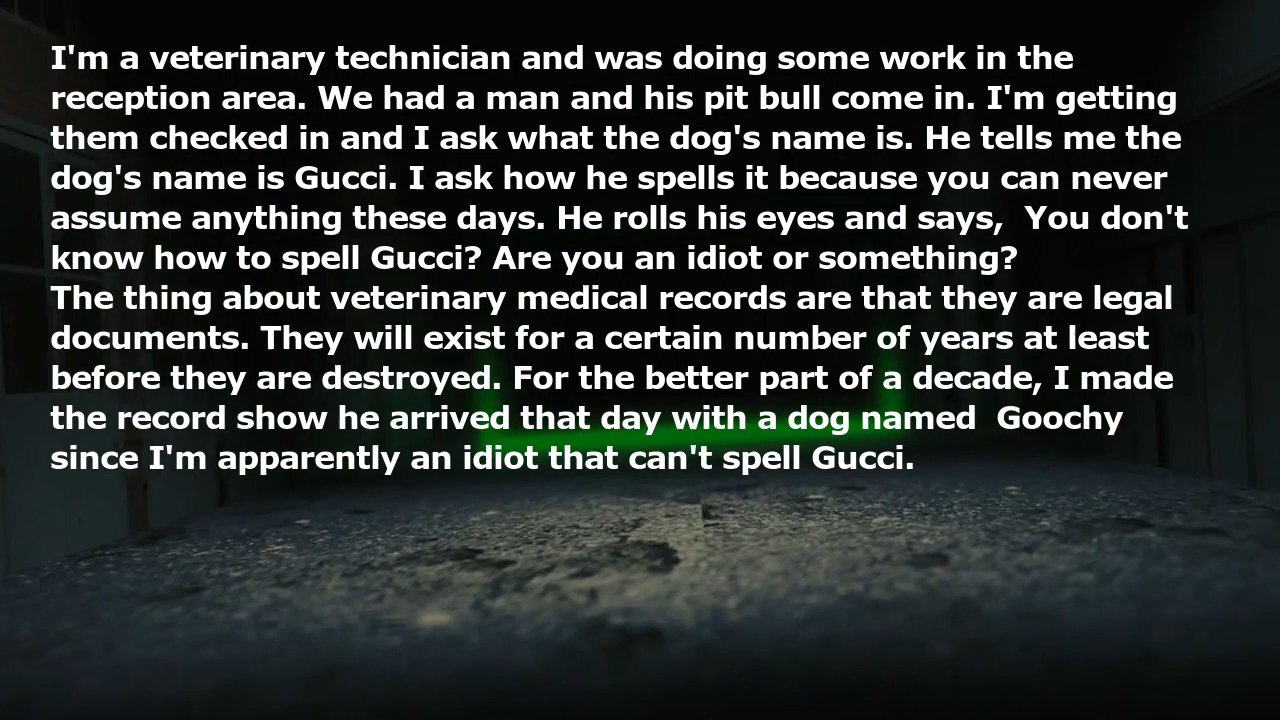 I'm a veterinary technician and was doing some work in the
reception area. We had a man and his pit bull come in. I'm getting
them checked in and I ask what the dog's name is. He tells me the
dog's name is Gucci. I ask how he spells it because you can never
assume anything these days. He rolls his eyes and says,  You don't
know how to spell Gucci? Are you an idiot or something?
The thing about veterinary medical records are that they are legal
documents. They will exist for a certain number of years at least
before they are destroyed. For the better part of a decade, I made
the record show he arrived that day with a dog named  Goochy
since I'm apparently an idiot that can't spell Gucci.